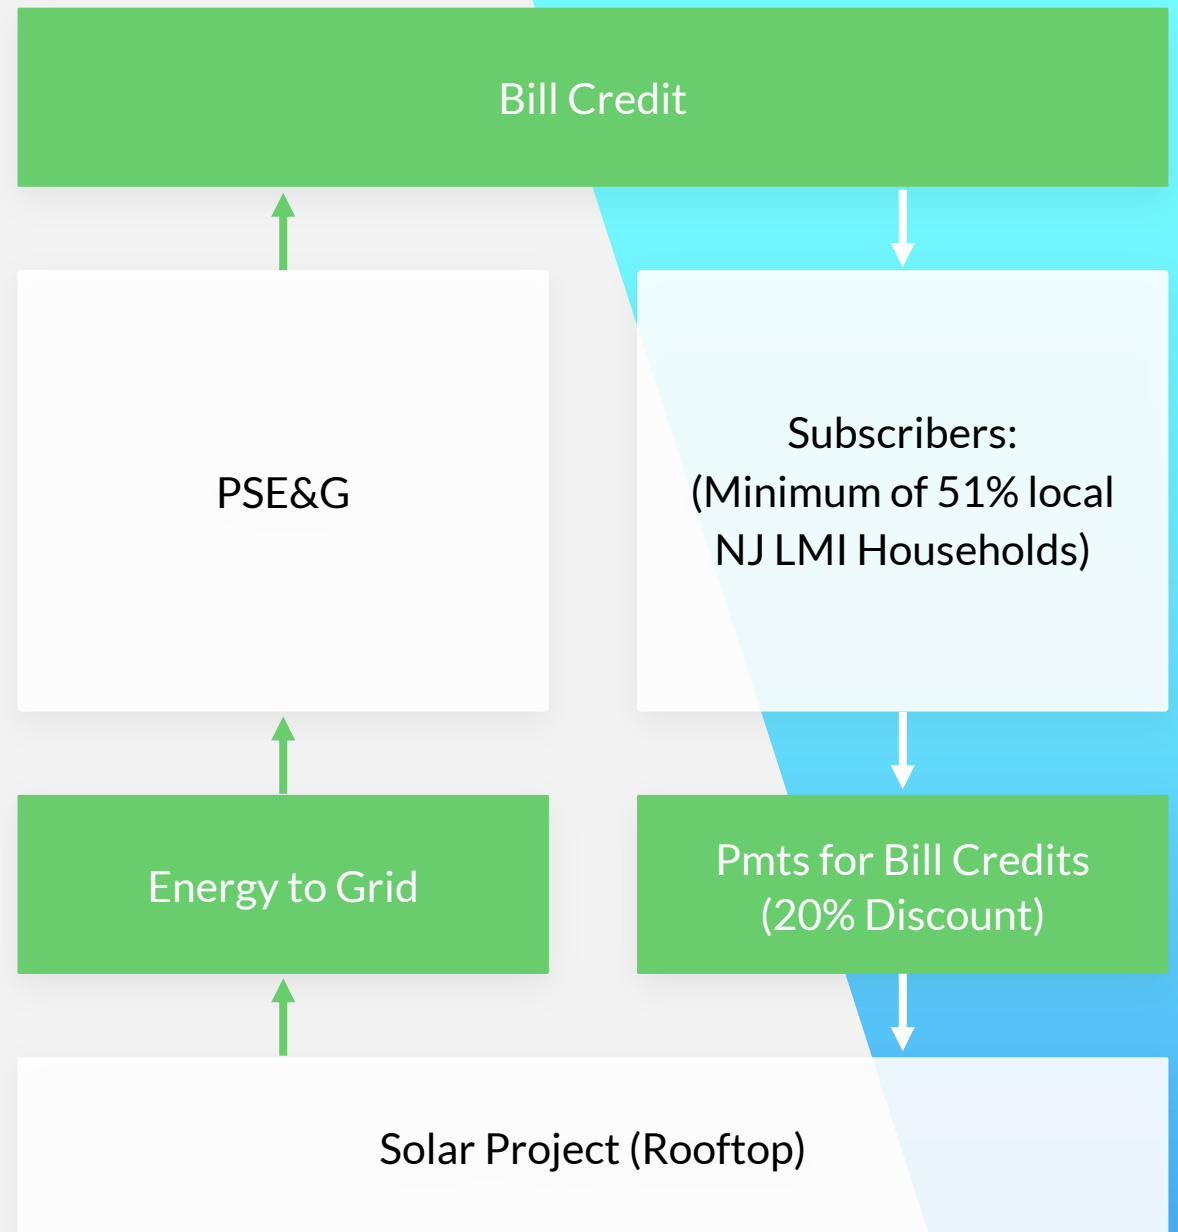 Bill Credit
PSE&G
Subscribers:
(Minimum of 51% local
NJ LMI Households)
Energy to Grid
Pmts for Bill Credits
(20% Discount)
Solar Project (Rooftop)